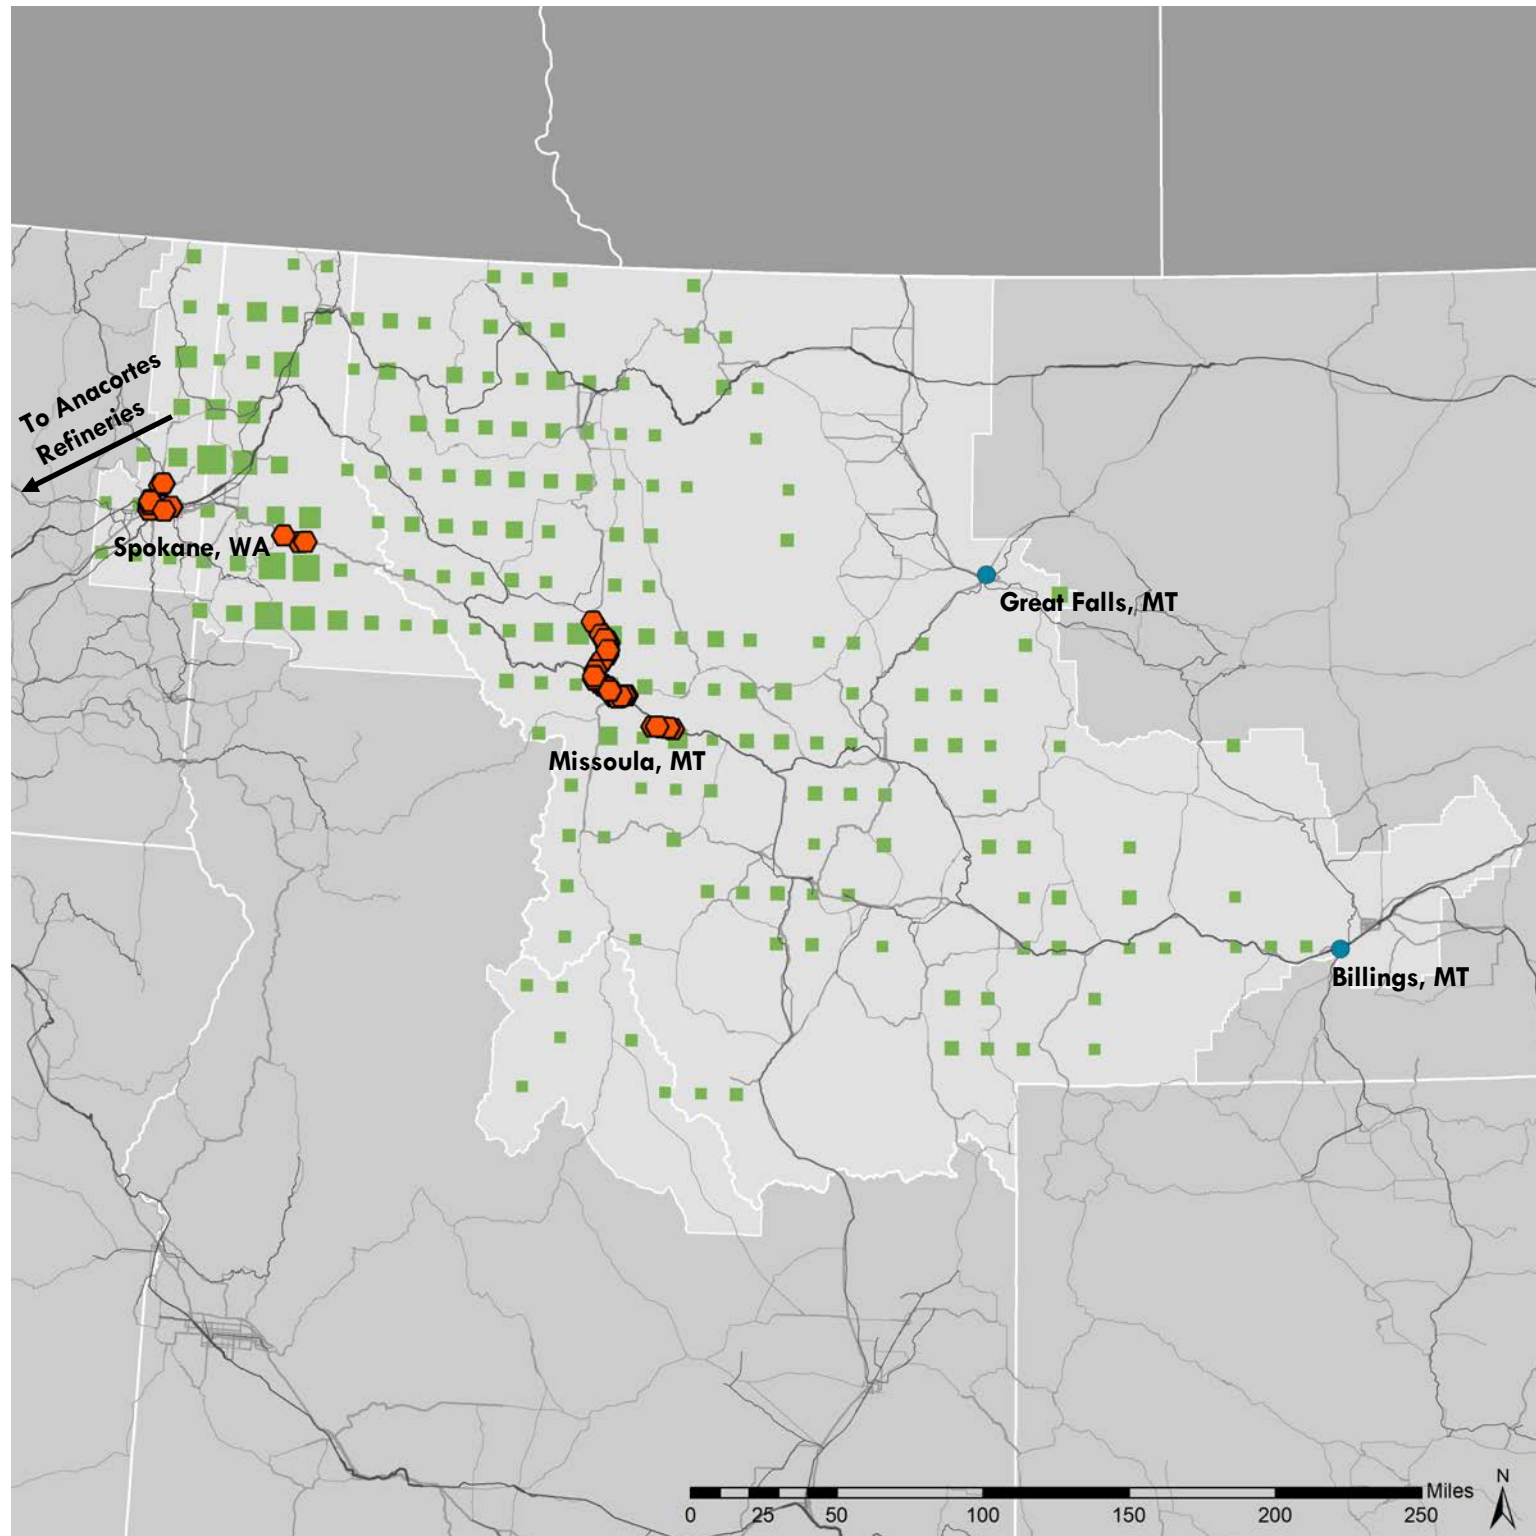 To Anacortes
Refineries
Spokane, WA
Great Falls, MT
Missoula, MT
Billings, MT
Miles
N
0 25 50 100 150 200 250